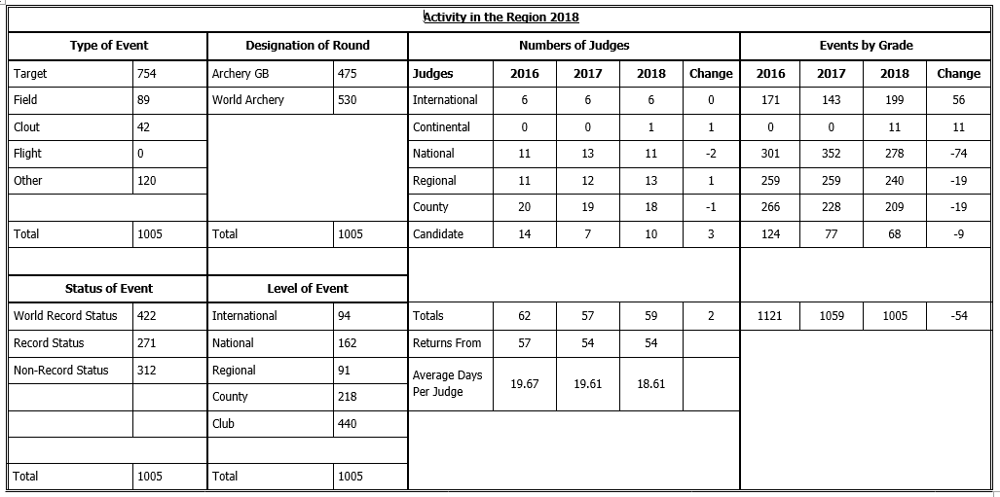 Activity in the Region 2018
Type of Event Designation of Round Numbers of Judges Events by Grade
Target 754 Archery GB 475 Judges 2016 2017 2018 Change 2016 2017 2018 Change
Field 89 World Archery 530 International 6 6 6 0 171 143 199 56
Clout 42 Continental 0 0 1 1 0 0 11 11
Flight 0 National 11 13 11 -2 301 352 278 -74
Other 120 Regional 11 12 13 1 259 259 240 -19
County 20 19 18 -1 266 228 209 -19
Total 1005 Total 1005 Candidate 14 7 10 3 124 77 68 -9
Status of Event Level of Event
World Record Status 422 International 94 Totals 62 57 59 2 1121 1059 1005 -54
Record Status 271 National 162 Returns From 57 54 54
Non-Record Status 312 Regional 91 Average Days
Per Judge 19.67 19.61 18.61
County 218
Club 440
Total 1005 Total 1005